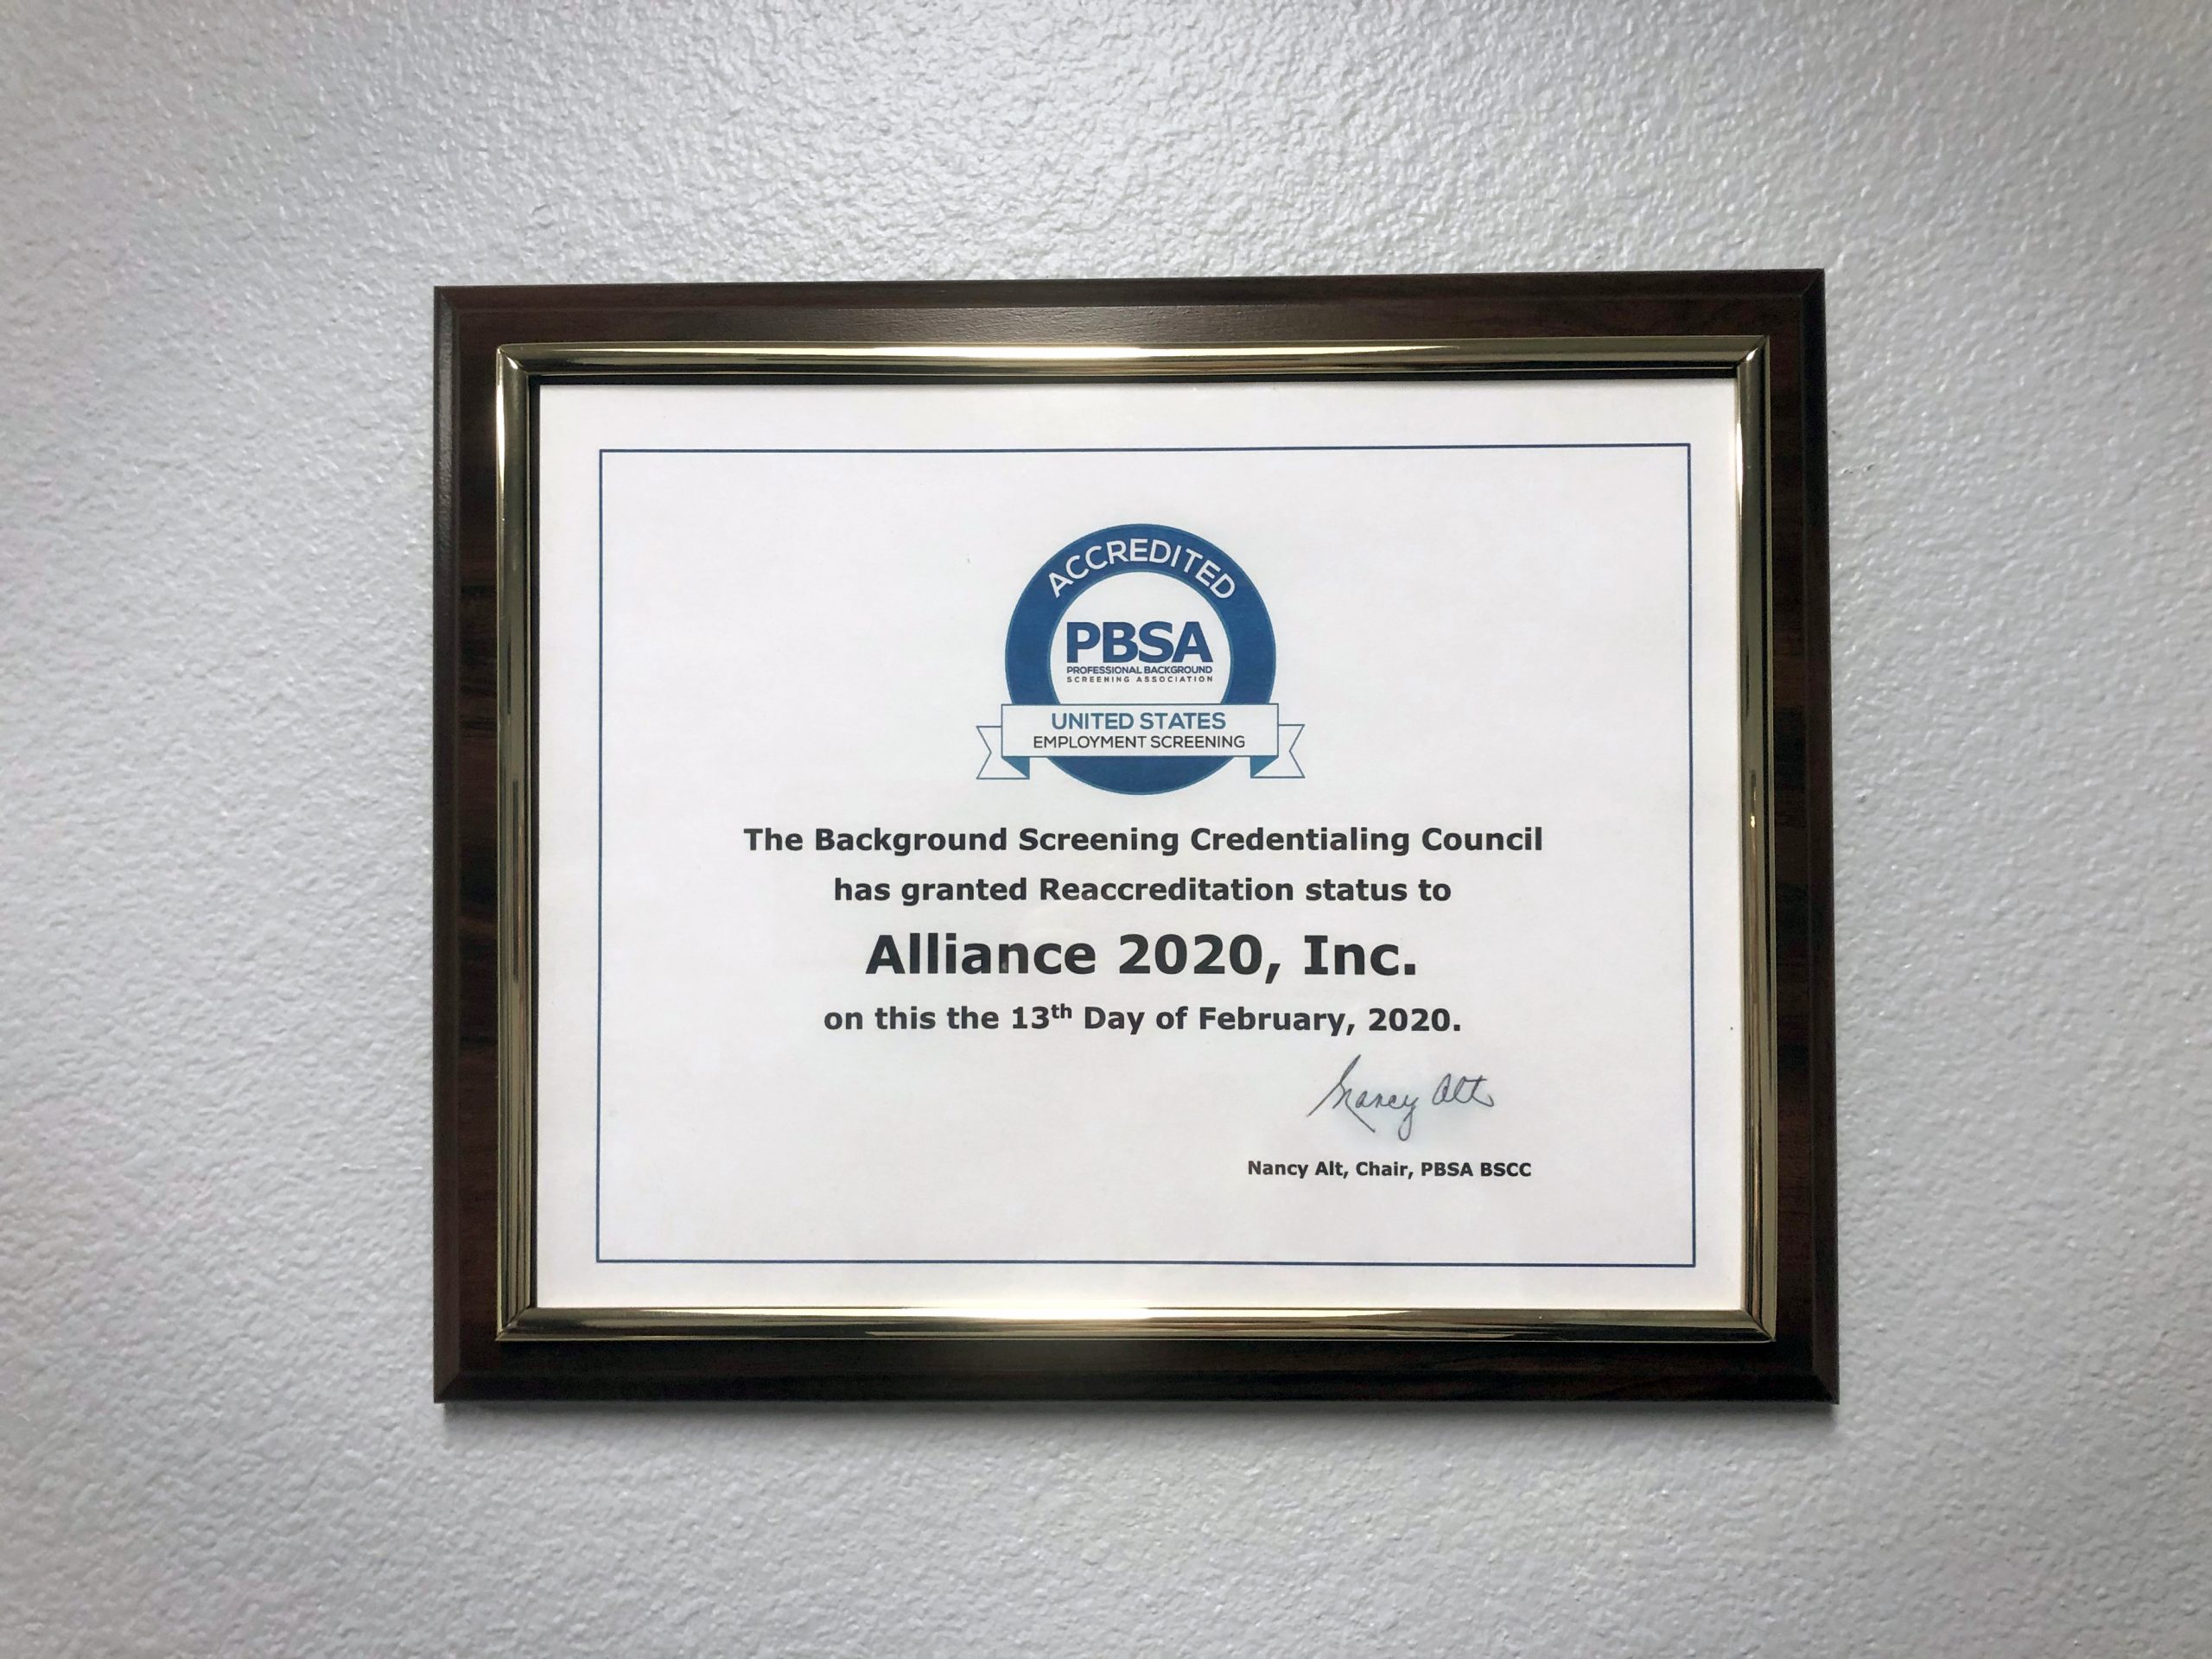 ACCREDITED
PBSA
PROFESSIONAL BACKGROUND
SCREENING ASSOCIATION
UNITED STATES
EMPLOYMENT SCREENING
The Background Screening Credentialing Council
has granted Reaccreditation status to
Alliance 2020, Inc.
on this the 13th Day of February, 2020.
Nancy Alt
Nancy Alt, Chair, PBSA BSCC